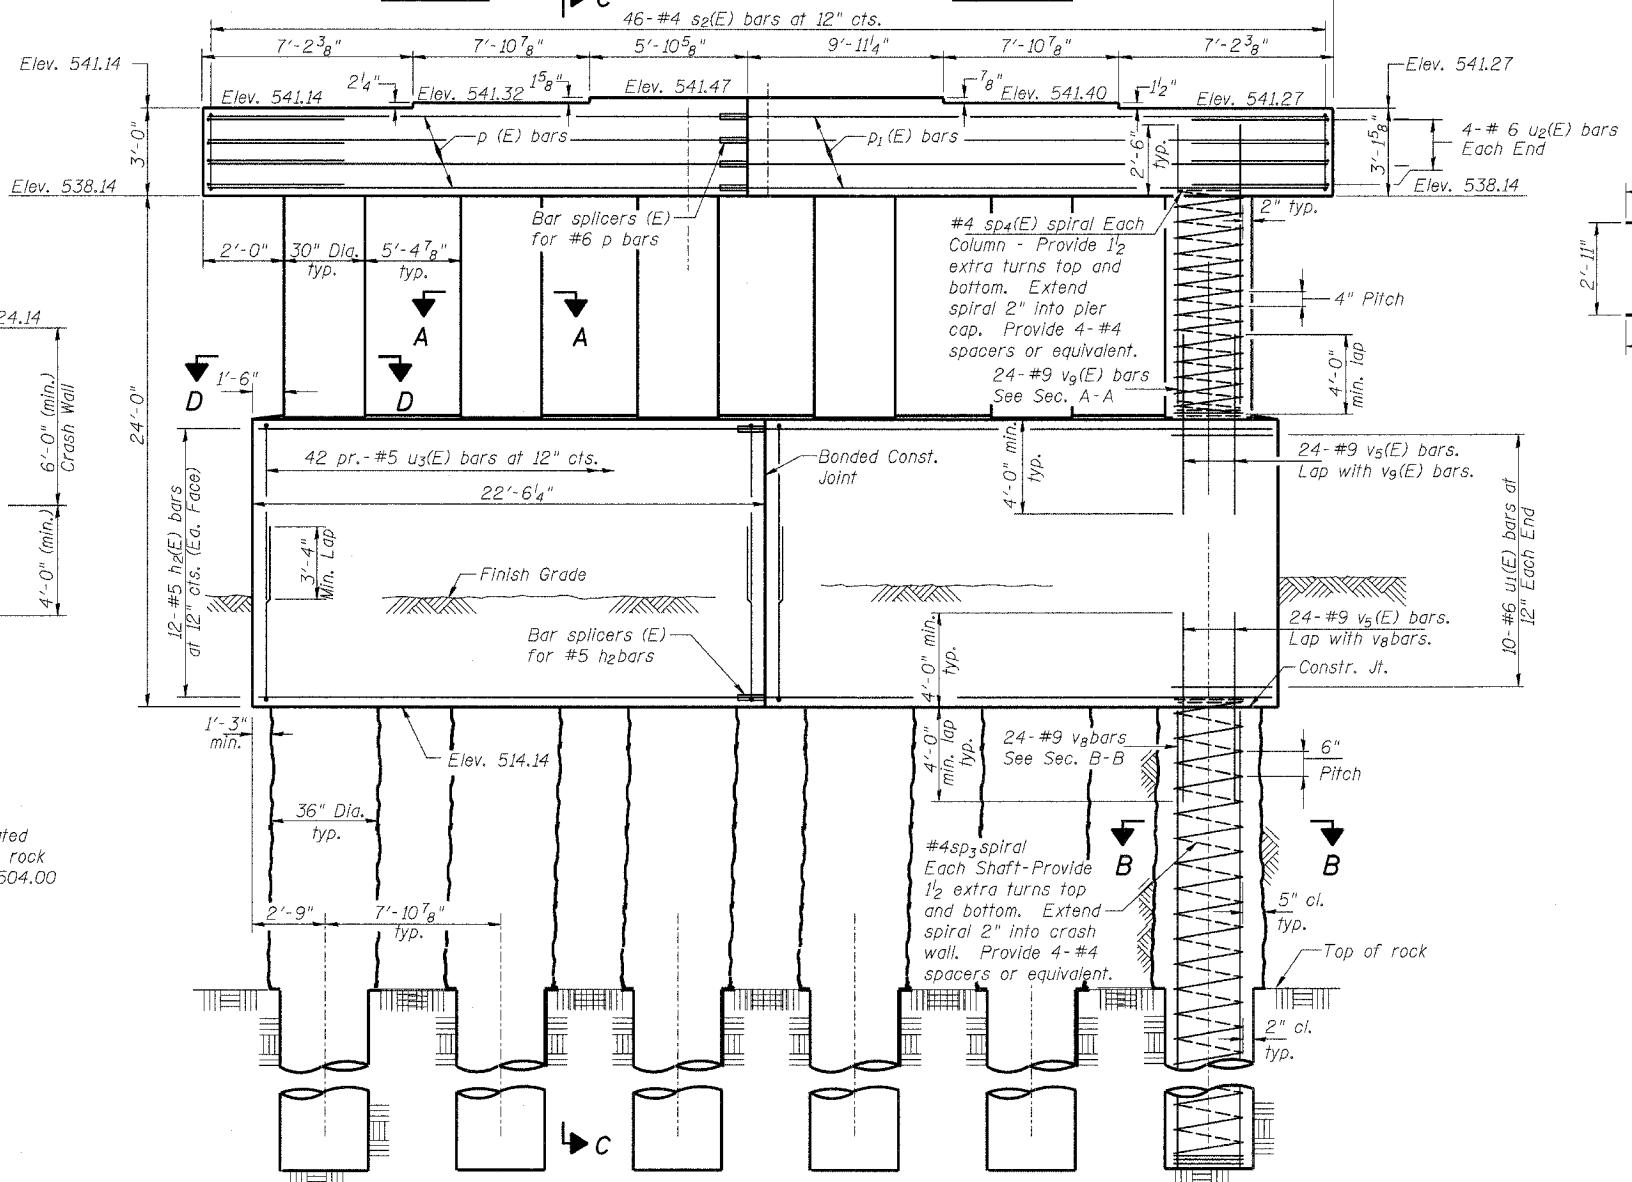 C
46-#4 s2(E) bars at 12" cts.
7'-2 3/8"
7'-10 7/8"
5'-10 5/8"
9'-11 1/4"
7'-10 7/8"
7'-2 3/8"
Elev. 541.14
2 1/4"
1 5/8"
7/8"
1 1/2"
Elev. 541.27
Elev. 541.14
Elev. 541.32
Elev. 541.47
Elev. 541.40
Elev. 541.27
3'-0"
p (E) bars
p1 (E) bars
2'-6"
typ.
3'-1 5/8"
4-# 6 u2(E) bars
Each End
Elev. 538.14
Elev. 538.14
Bar splicers (E)
for #6 p bars
2'-0"
30" Dia.
typ.
5'-4 7/8"
typ.
#4 sp4(E) spiral Each
Column - Provide 1 1/2
extra turns top and
bottom. Extend
spiral 2" into pier
cap. Provide 4-#4
spacers or equivalent.
2" typ.
4" Pitch
2'-11"
A
A
24.14
6'-0" (min.)
Crash Wall
D
D
1'-6"
24'-0"
24-#9 v9(E) bars
See Sec. A-A
4'-0"
min. lap
42 pr.-#5 u3(E) bars at 12" cts.
22'-6 1/4"
Bonded Const.
Joint
4'-0" min.
typ.
24-#9 v5(E) bars.
Lap with v9(E) bars.
12-#5 h2(E) bars
at 12" cts. (Ea. Face)
4'-0" (min.)
3'-4"
Min. Lap
Finish Grade
10-#6 u1(E) bars at
12" Each End
Bar splicers (E)
for #5 h2bars
4'-0" min.
typ.
24-#9 v5(E) bars.
Lap with v8bars.
Constr. Jt.
1'-3"
min.
Elev. 514.14
4'-0"
min. lap
typ.
24-#9 v8bars
See Sec. B-B
6"
Pitch
36" Dia.
typ.
B
B
ated
rock
504.00
#4sp3spiral
Each Shaft-Provide
1 1/2 extra turns top
and bottom. Extend
spiral 2" into crash
wall. Provide 4-#4
spacers or equivalent.
2'-9"
7'-10 7/8"
typ.
5" cl.
typ.
Top of rock
2" cl.
typ.
C